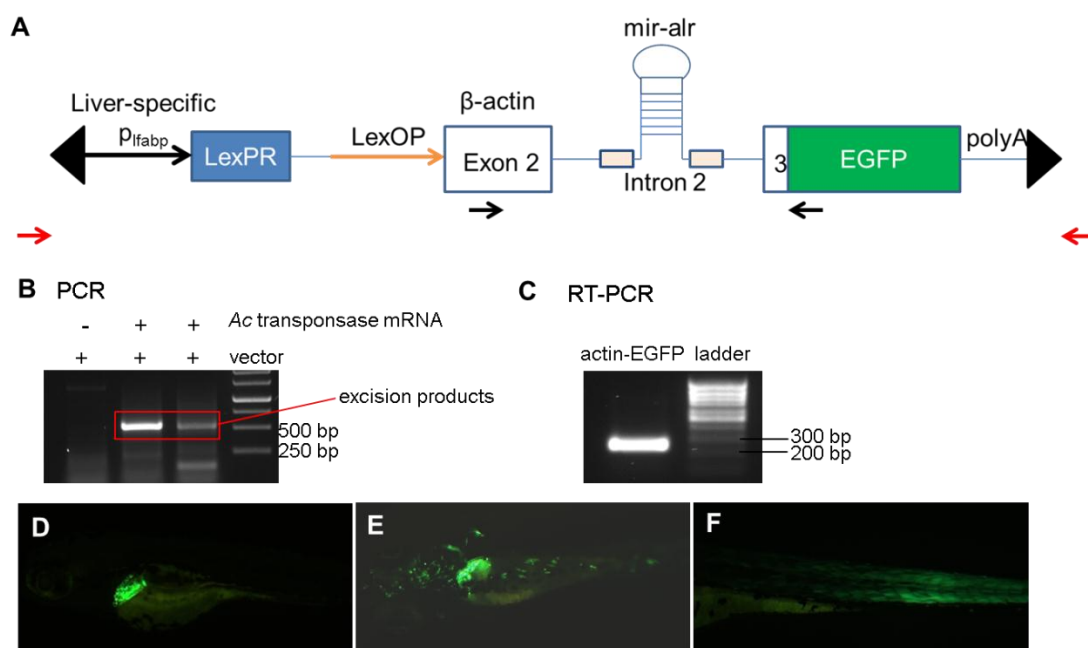 A
mir-alr
Liver-specific
β-actin
plfabp
LexOP
polyA
LexPR
Exon 2
3
EGFP
Intron 2
B PCR
- + + Ac transponsase mRNA
+ + + vector
excision products
500 bp
250 bp
C RT-PCR
actin-EGFP ladder
300 bp
200 bp
D
E
F